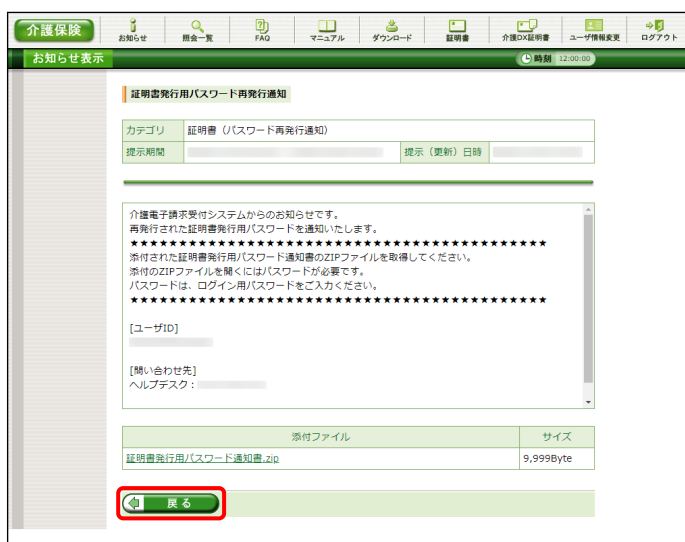 介護保険
お知らせ 照会一覧 FAQ マニュアル ダウンロード 証明書 介護DX証明書 ユーザ情報変更 ログアウト
お知らせ表示 時刻 12:00:00
証明書発行用パスワード再発行通知
カテゴリ 証明書（パスワード再発行通知）
提示期間 提示（更新）日時
介護電子請求受付システムからのお知らせです。
再発行された証明書発行用パスワードを通知いたします。
★★★★★★★★★★★★★★★★★★★★★★★★★★★★★★★★★★★★★★★★★★
添付された証明書発行用パスワード通知書のZIPファイルを取得してください。
添付のZIPファイルを開くにはパスワードが必要です。
パスワードは、ログイン用パスワードをご入力ください。
★★★★★★★★★★★★★★★★★★★★★★★★★★★★★★★★★★★★★★★★★★
[ユーザID]
[問い合わせ先]
ヘルプデスク：
添付ファイル サイズ
証明書発行用パスワード通知書.zip 9,999Byte
戻る